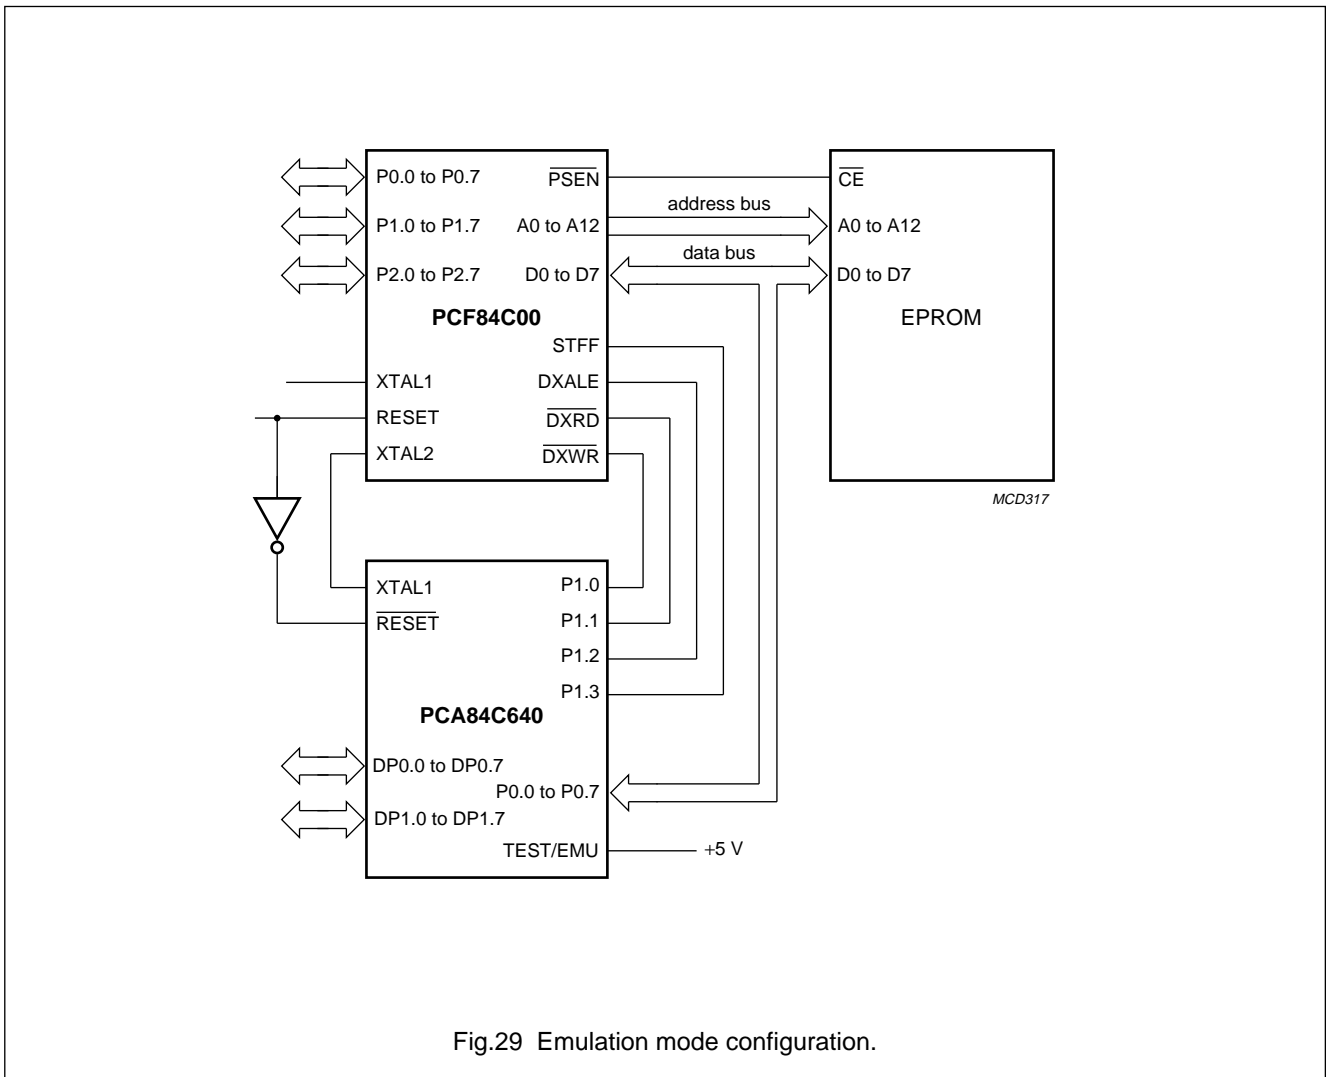 P0.0 to P0.7
P1.0 to P1.7
P2.0 to P2.7
PCF84C00
XTAL1
RESET
XTAL2
PSEN
A0 to A12
D0 to D7
STFF
DXALE
DXRD
DXWR
address bus
data bus
CE
A0 to A12
D0 to D7
EPROM
MCD317
XTAL1
RESET
P1.0
P1.1
P1.2
P1.3
PCA84C640
DP0.0 to DP0.7
DP1.0 to DP1.7
P0.0 to P0.7
TEST/EMU
+5 V
Fig.29 Emulation mode configuration.